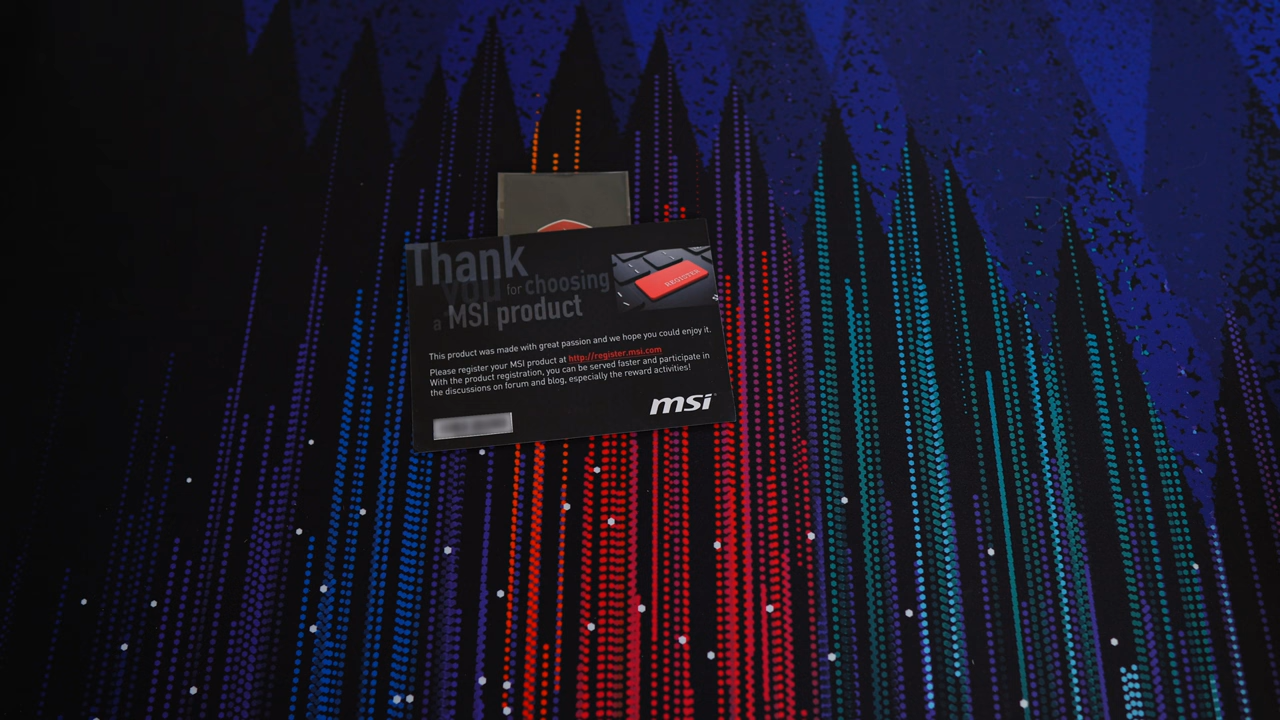 Thank
you for choosing
a MSI product
REGISTER
This product was made with great passion and we hope you could enjoy it.
Please register your MSI product at http://register.msi.com
With the product registration, you can be served faster and participate in
the discussions on forum and blog, especially the reward activities!
msi